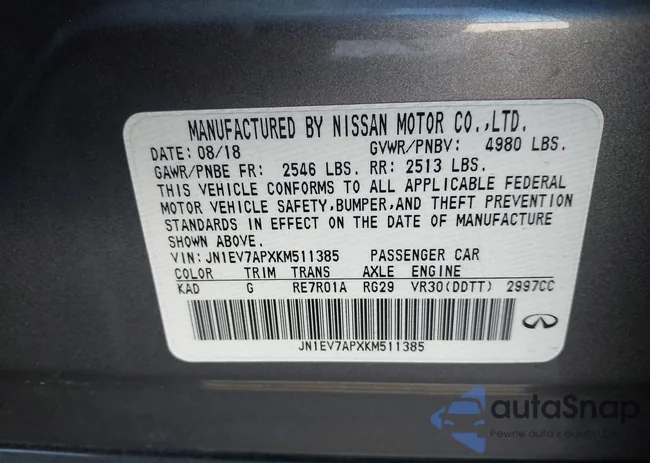 MANUFACTURED BY NISSAN MOTOR CO.,LTD.
DATE: 08/18 GVWR/PNBV: 4980 LBS.
GAWR/PNBE FR: 2546 LBS. RR: 2513 LBS.
THIS VEHICLE CONFORMS TO ALL APPLICABLE FEDERAL
MOTOR VEHICLE SAFETY,BUMPER,AND THEFT PREVENTION
STANDARDS IN EFFECT ON THE DATE OF MANUFACTURE
SHOWN ABOVE.
VIN: JN1EV7APXKM511385 PASSENGER CAR
COLOR TRIM TRANS AXLE ENGINE
KAD G RE7R01A RG29 VR30(DDTT) 2997CC
JN1EV7APXKM511385
autoSnap
Pewne auto z